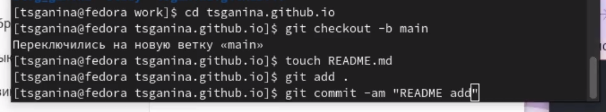 [tsganina@fedora work]$ cd tsganina.github.io
[tsganina@fedora tsganina.github.io]$ git checkout -b main
Переключились на новую ветку «main»
[tsganina@fedora tsganina.github.io]$ touch README.md
[tsganina@fedora tsganina.github.io]$ git add .
[tsganina@fedora tsganina.github.io]$ git commit -am "README add"